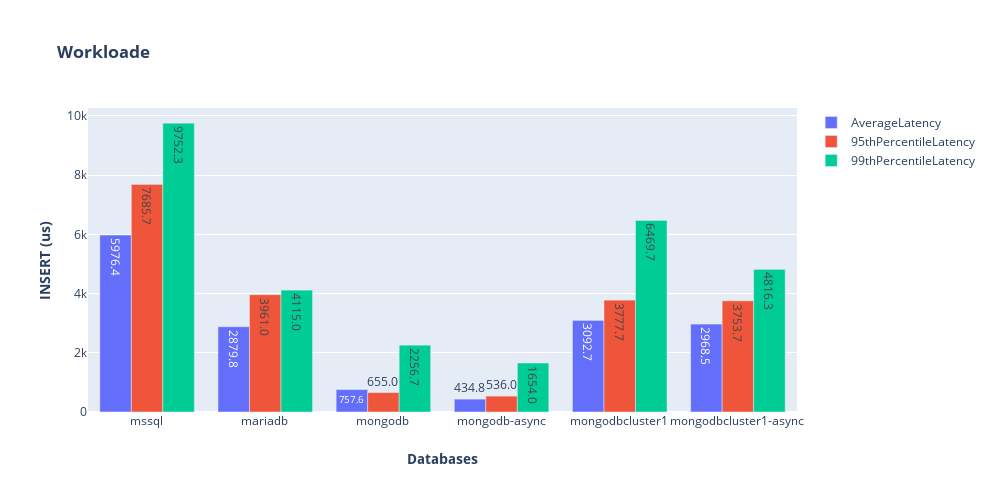 Workloade
INSERT (us)
10k
8k
6k
4k
2k
0
5976.4
7685.7
9752.3
2879.8
3961.0
4115.0
757.6
655.0
2256.7
434.8
536.0
1654.0
3092.7
3777.7
6469.7
2968.5
3753.7
4816.3
mssql
mariadb
mongodb
mongodb-async
mongodbcluster1
mongodbcluster1-async
Databases
AverageLatency
95thPercentileLatency
99thPercentileLatency